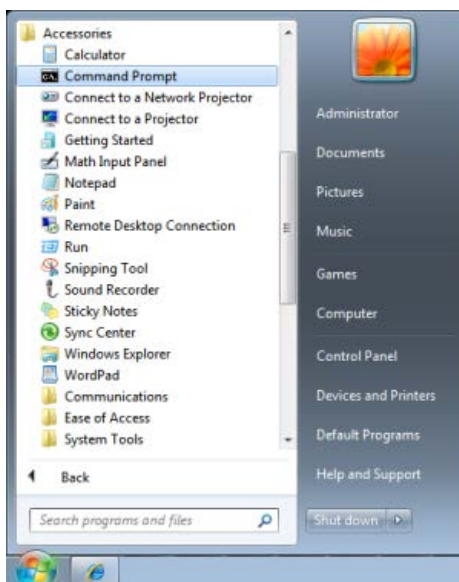 Accessories
Calculator
Command Prompt
Connect to a Network Projector
Connect to a Projector
Getting Started
Math Input Panel
Notepad
Paint
Remote Desktop Connection
Run
Snipping Tool
Sound Recorder
Sticky Notes
Sync Center
Windows Explorer
WordPad
Communications
Ease of Access
System Tools
Back
Search programs and files
Administrator
Documents
Pictures
Music
Games
Computer
Control Panel
Devices and Printers
Default Programs
Help and Support
Shut down